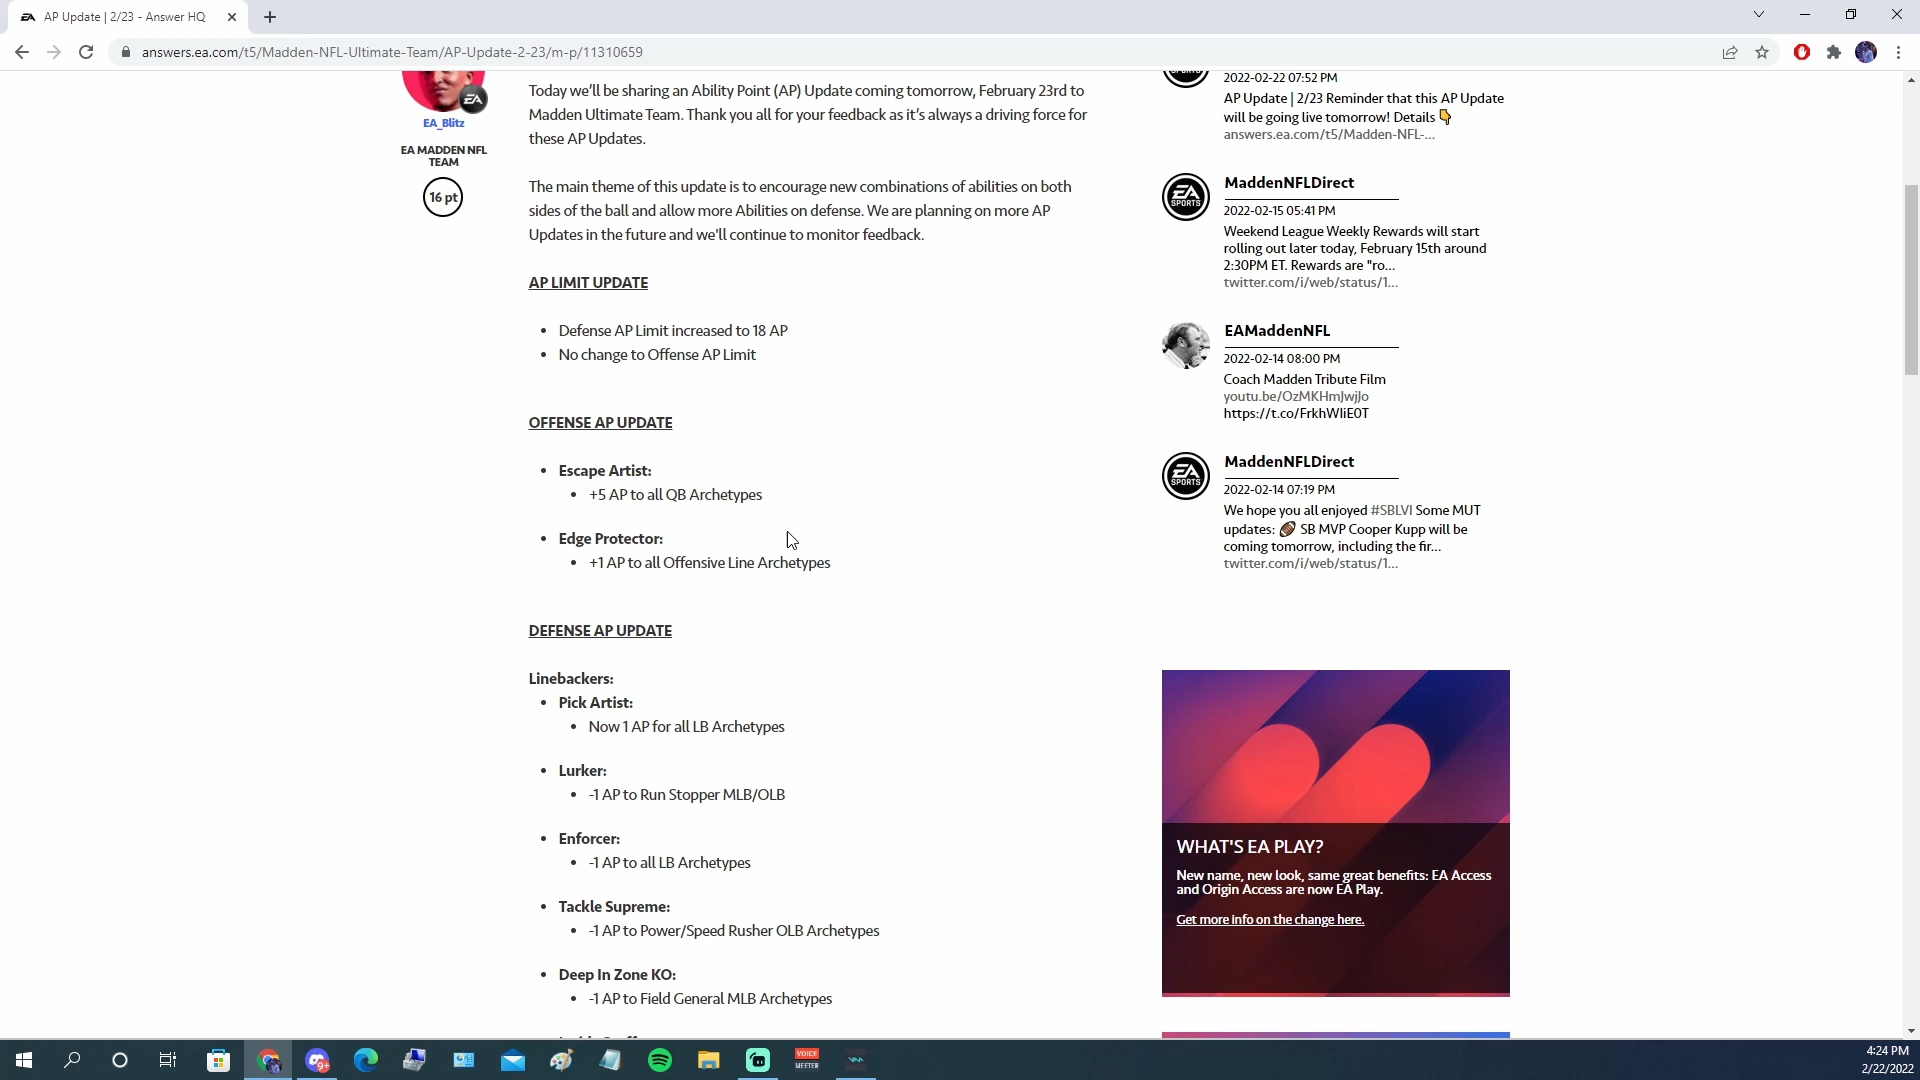 AP Update | 2/23 - Answer HQ
answers.ea.com/t5/Madden-NFL-Ultimate-Team/AP-Update-2-23/m-p/11310659
EA
EA_Blitz
EA MADDEN NFL
TEAM
16 pt
Today we'll be sharing an Ability Point (AP) Update coming tomorrow, February 23rd to
Madden Ultimate Team. Thank you all for your feedback as it's always a driving force for
these AP Updates.
The main theme of this update is to encourage new combinations of abilities on both
sides of the ball and allow more Abilities on defense. We are planning on more AP
Updates in the future and we'll continue to monitor feedback.
AP LIMIT UPDATE
• Defense AP Limit increased to 18 AP
• No change to Offense AP Limit
OFFENSE AP UPDATE
• Escape Artist:
• +5 AP to all QB Archetypes
• Edge Protector:
• +1 AP to all Offensive Line Archetypes
DEFENSE AP UPDATE
Linebackers:
• Pick Artist:
• Now 1 AP for all LB Archetypes
• Lurker:
• -1 AP to Run Stopper MLB/OLB
• Enforcer:
• -1 AP to all LB Archetypes
• Tackle Supreme:
• -1 AP to Power/Speed Rusher OLB Archetypes
• Deep In Zone KO:
• -1 AP to Field General MLB Archetypes
SPORTS
2022-02-22 07:52 PM
AP Update | 2/23 Reminder that this AP Update
will be going live tomorrow! Details 👇
answers.ea.com/t5/Madden-NFL-...
EA SPORTS
MaddenNFLDirect
2022-02-15 05:41 PM
Weekend League Weekly Rewards will start
rolling out later today, February 15th around
2:30PM ET. Rewards are "ro...
twitter.com/i/web/status/1...
EAMaddenNFL
2022-02-14 08:00 PM
Coach Madden Tribute Film
youtu.be/OzMKHmJwjJo
https://t.co/FrkhWIiE0T
EA SPORTS
MaddenNFLDirect
2022-02-14 07:19 PM
We hope you all enjoyed #SBLVI Some MUT
updates: 🏈 SB MVP Cooper Kupp will be
coming tomorrow, including the fir...
twitter.com/i/web/status/1...
WHAT'S EA PLAY?
New name, new look, same great benefits: EA Access
and Origin Access are now EA Play.
Get more info on the change here.
9+
VOICE
MEETER
4:24 PM
2/22/2022